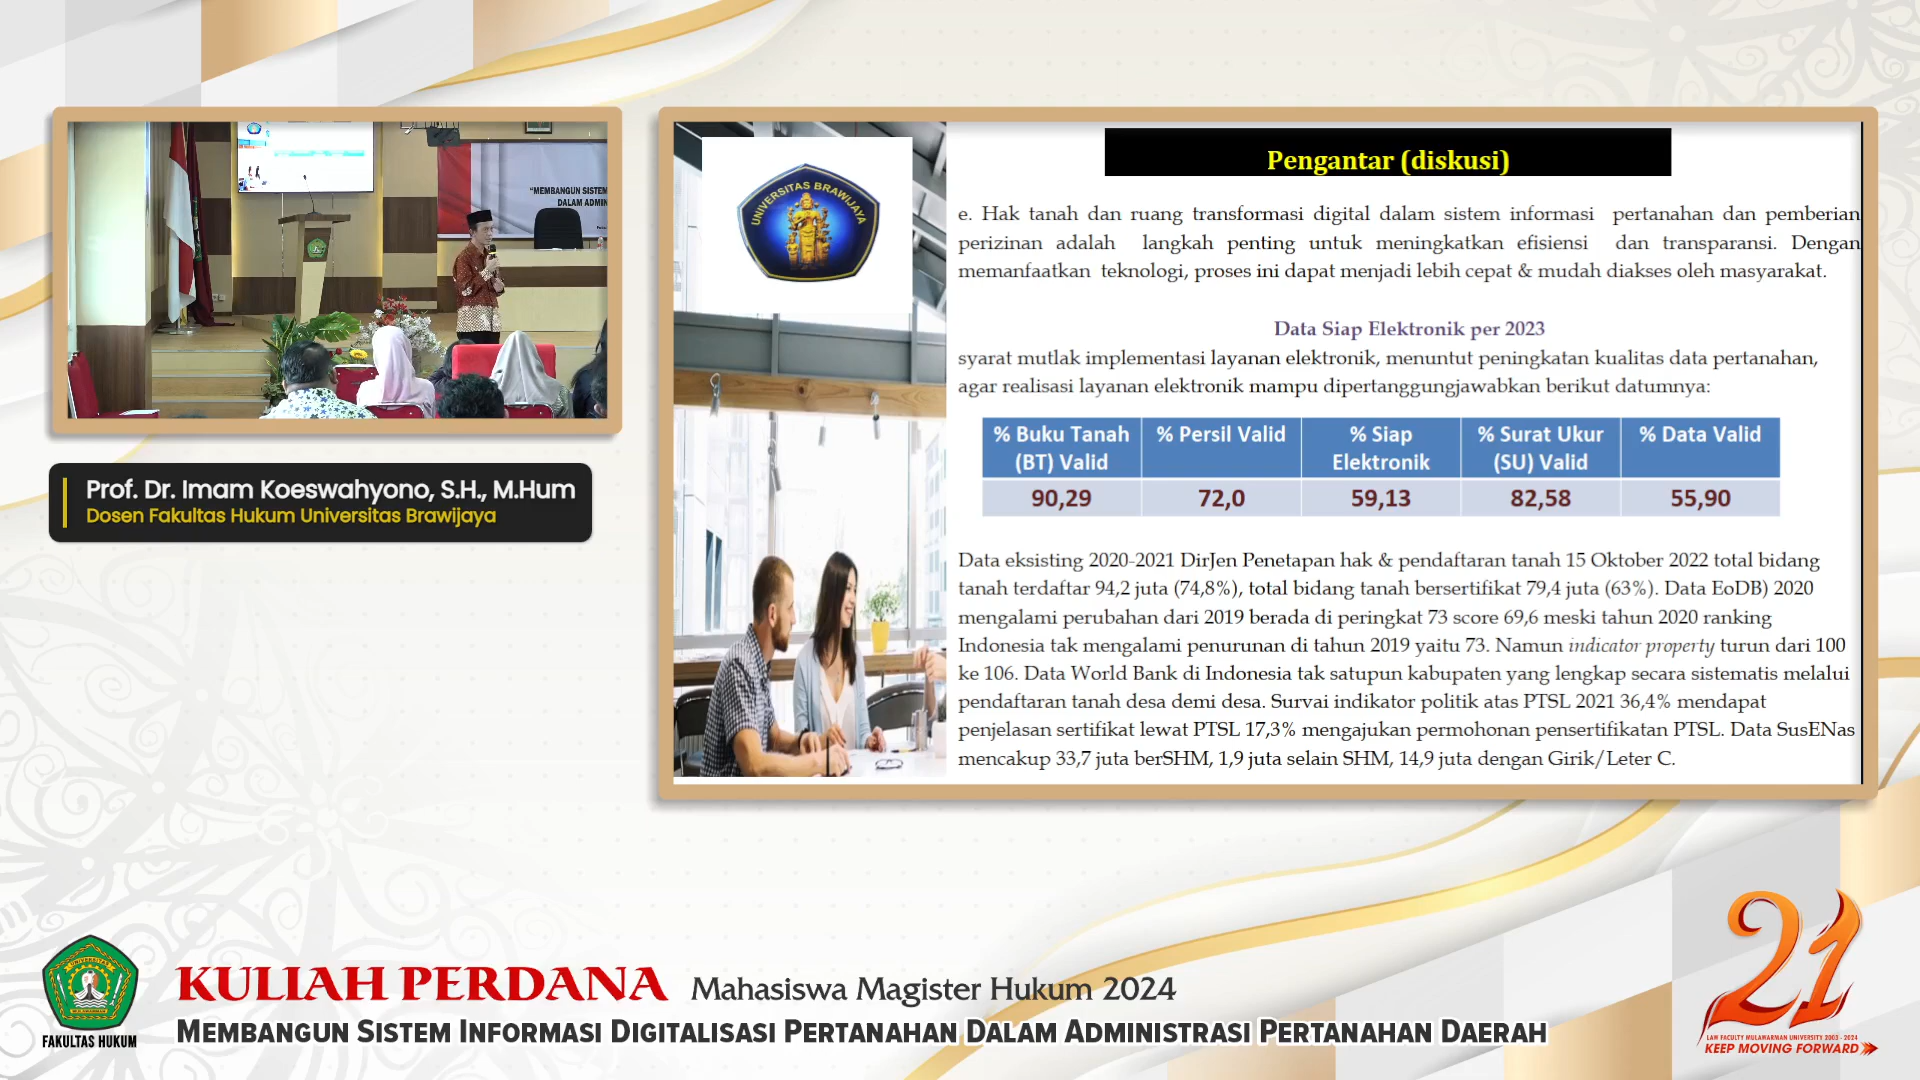 "MEMBANGUN SISTEM
DALAM ADMIN
Prof. Dr. Imam Koeswahyono, S.H., M.Hum
Dosen Fakultas Hukum Universitas Brawijaya
UNIVERSITAS BRAWIJAYA
Pengantar (diskusi)
e. Hak tanah dan ruang transformasi digital dalam sistem informasi pertanahan dan pemberian
perizinan adalah langkah penting untuk meningkatkan efisiensi dan transparansi. Dengan
memanfaatkan teknologi, proses ini dapat menjadi lebih cepat & mudah diakses oleh masyarakat.
Data Siap Elektronik per 2023
syarat mutlak implementasi layanan elektronik, menuntut peningkatan kualitas data pertanahan,
agar realisasi layanan elektronik mampu dipertanggungjawabkan berikut datumnya:
% Buku Tanah (BT) Valid % Persil Valid % Siap Elektronik % Surat Ukur (SU) Valid % Data Valid
90,29 72,0 59,13 82,58 55,90
Data eksisting 2020-2021 DirJen Penetapan hak & pendaftaran tanah 15 Oktober 2022 total bidang
tanah terdaftar 94,2 juta (74,8%), total bidang tanah bersertifikat 79,4 juta (63%). Data EoDB) 2020
mengalami perubahan dari 2019 berada di peringkat 73 score 69,6 meski tahun 2020 ranking
Indonesia tak mengalami penurunan di tahun 2019 yaitu 73. Namun indicator property turun dari 100
ke 106. Data World Bank di Indonesia tak satupun kabupaten yang lengkap secara sistematis melalui
pendaftaran tanah desa demi desa. Survai indikator politik atas PTSL 2021 36,4% mendapat
penjelasan sertifikat lewat PTSL 17,3% mengajukan permohonan pensertifikatan PTSL. Data SusENas
mencakup 33,7 juta berSHM, 1,9 juta selain SHM, 14,9 juta dengan Girik/Leter C.
FAKULTAS HUKUM
KULIAH PERDANA Mahasiswa Magister Hukum 2024
MEMBANGUN SISTEM INFORMASI DIGITALISASI PERTANAHAN DALAM ADMINISTRASI PERTANAHAN DAERAH
21
LAW FACULTY MULAWARMAN UNIVERSITY 2003 - 2024
KEEP MOVING FORWARD